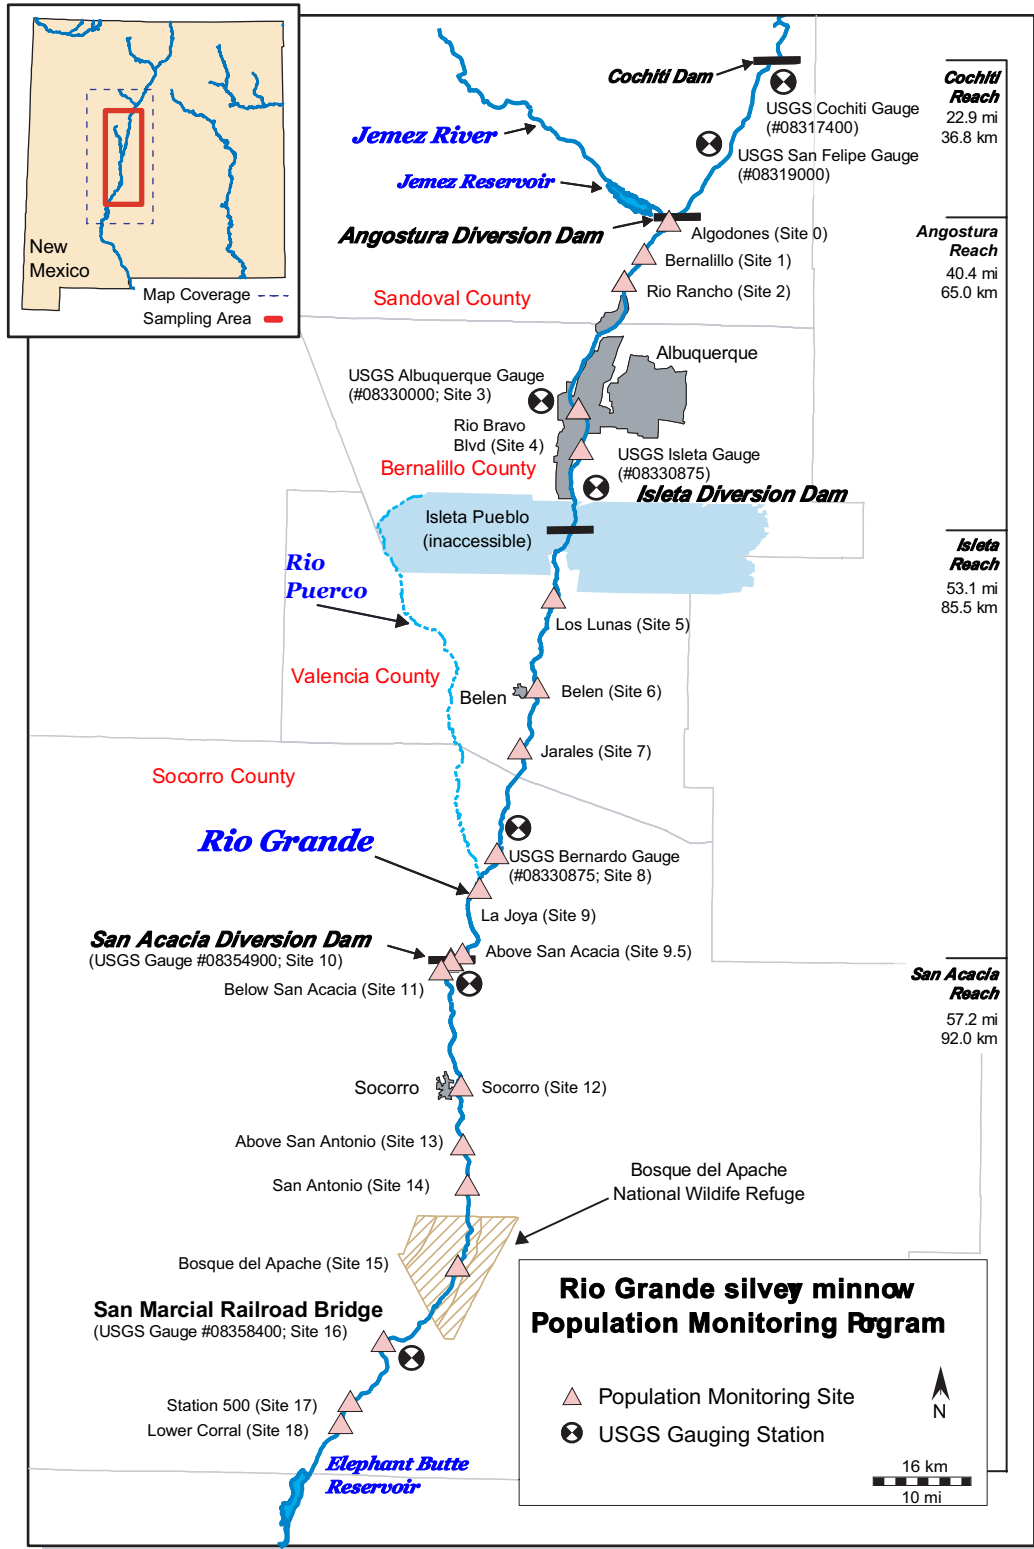 New
Mexico
Map Coverage
Sampling Area
Cochiti Dam
USGS Cochiti Gauge
(#08317400)
USGS San Felipe Gauge
(#08319000)
Cochiti
Reach
22.9 mi
36.8 km
Jemez River
Jemez Reservoir
Angostura Diversion Dam
Algodones (Site 0)
Bernalillo (Site 1)
Rio Rancho (Site 2)
Angostura
Reach
40.4 mi
65.0 km
Sandoval County
Albuquerque
USGS Albuquerque Gauge
(#08330000; Site 3)
Rio Bravo
Blvd (Site 4)
USGS Isleta Gauge
(#08330875)
Bernalillo County
Isleta Diversion Dam
Isleta Pueblo
(inaccessible)
Isleta
Reach
53.1 mi
85.5 km
Rio
Puerco
Los Lunas (Site 5)
Valencia County
Belen
Belen (Site 6)
Jarales (Site 7)
Socorro County
Rio Grande
USGS Bernardo Gauge
(#08330875; Site 8)
La Joya (Site 9)
San Acacia Diversion Dam
(USGS Gauge #08354900; Site 10)
Above San Acacia (Site 9.5)
Below San Acacia (Site 11)
San Acacia
Reach
57.2 mi
92.0 km
Socorro
Socorro (Site 12)
Above San Antonio (Site 13)
San Antonio (Site 14)
Bosque del Apache
National Wildlife Refuge
Bosque del Apache (Site 15)
San Marcial Railroad Bridge
(USGS Gauge #08358400; Site 16)
Station 500 (Site 17)
Lower Corral (Site 18)
Elephant Butte
Reservoir
Rio Grande silvery minnow
Population Monitoring Program
Population Monitoring Site
USGS Gauging Station
N
16 km
10 mi